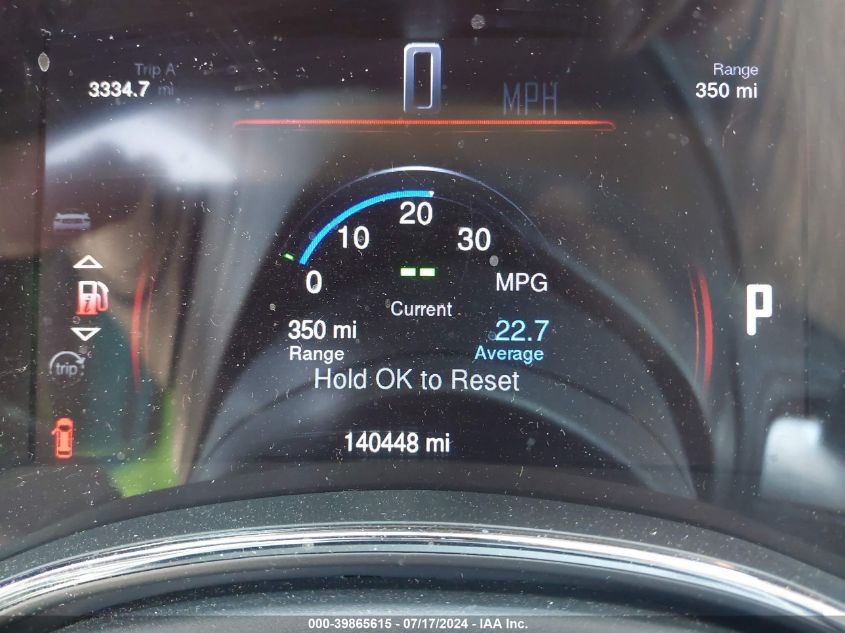 Trip A
3334.7 mi
0 MPH
Range
350 mi
0 10 20 30
--
MPG
Current
350 mi
Range
22.7
Average
Hold OK to Reset
trip
P
140448 mi
000-39865615 - 07/17/2024 - IAA Inc.